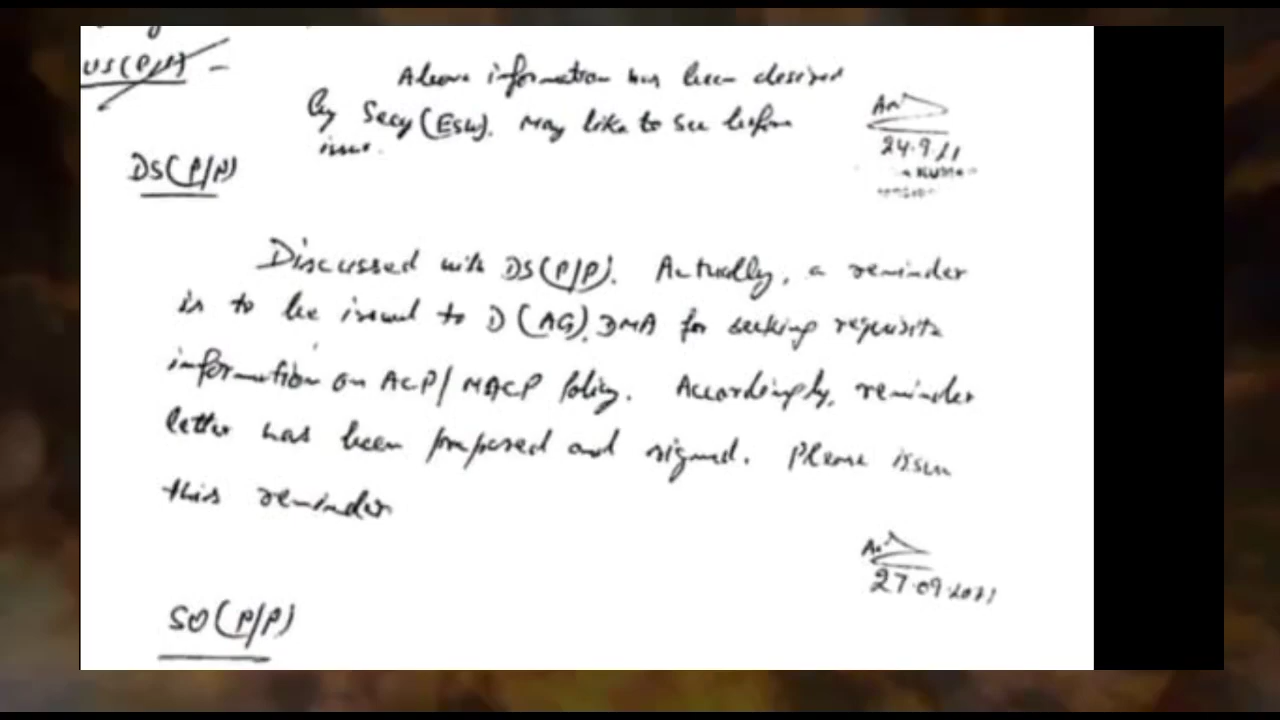 US(P/P) -
Above information has been desired
by Secy (ESW). May like to see before
issue.
24.9.21
KUMA
DS(P/P)
Discussed with DS(P/P). Actually, a reminder
is to be issued to D(AG), DMA for seeking requisite
information on ACP/MACP Policy. Accordingly, reminder
letter has been prepared and signed. Please issue
this reminder
27.09.2021
SO(P/P)